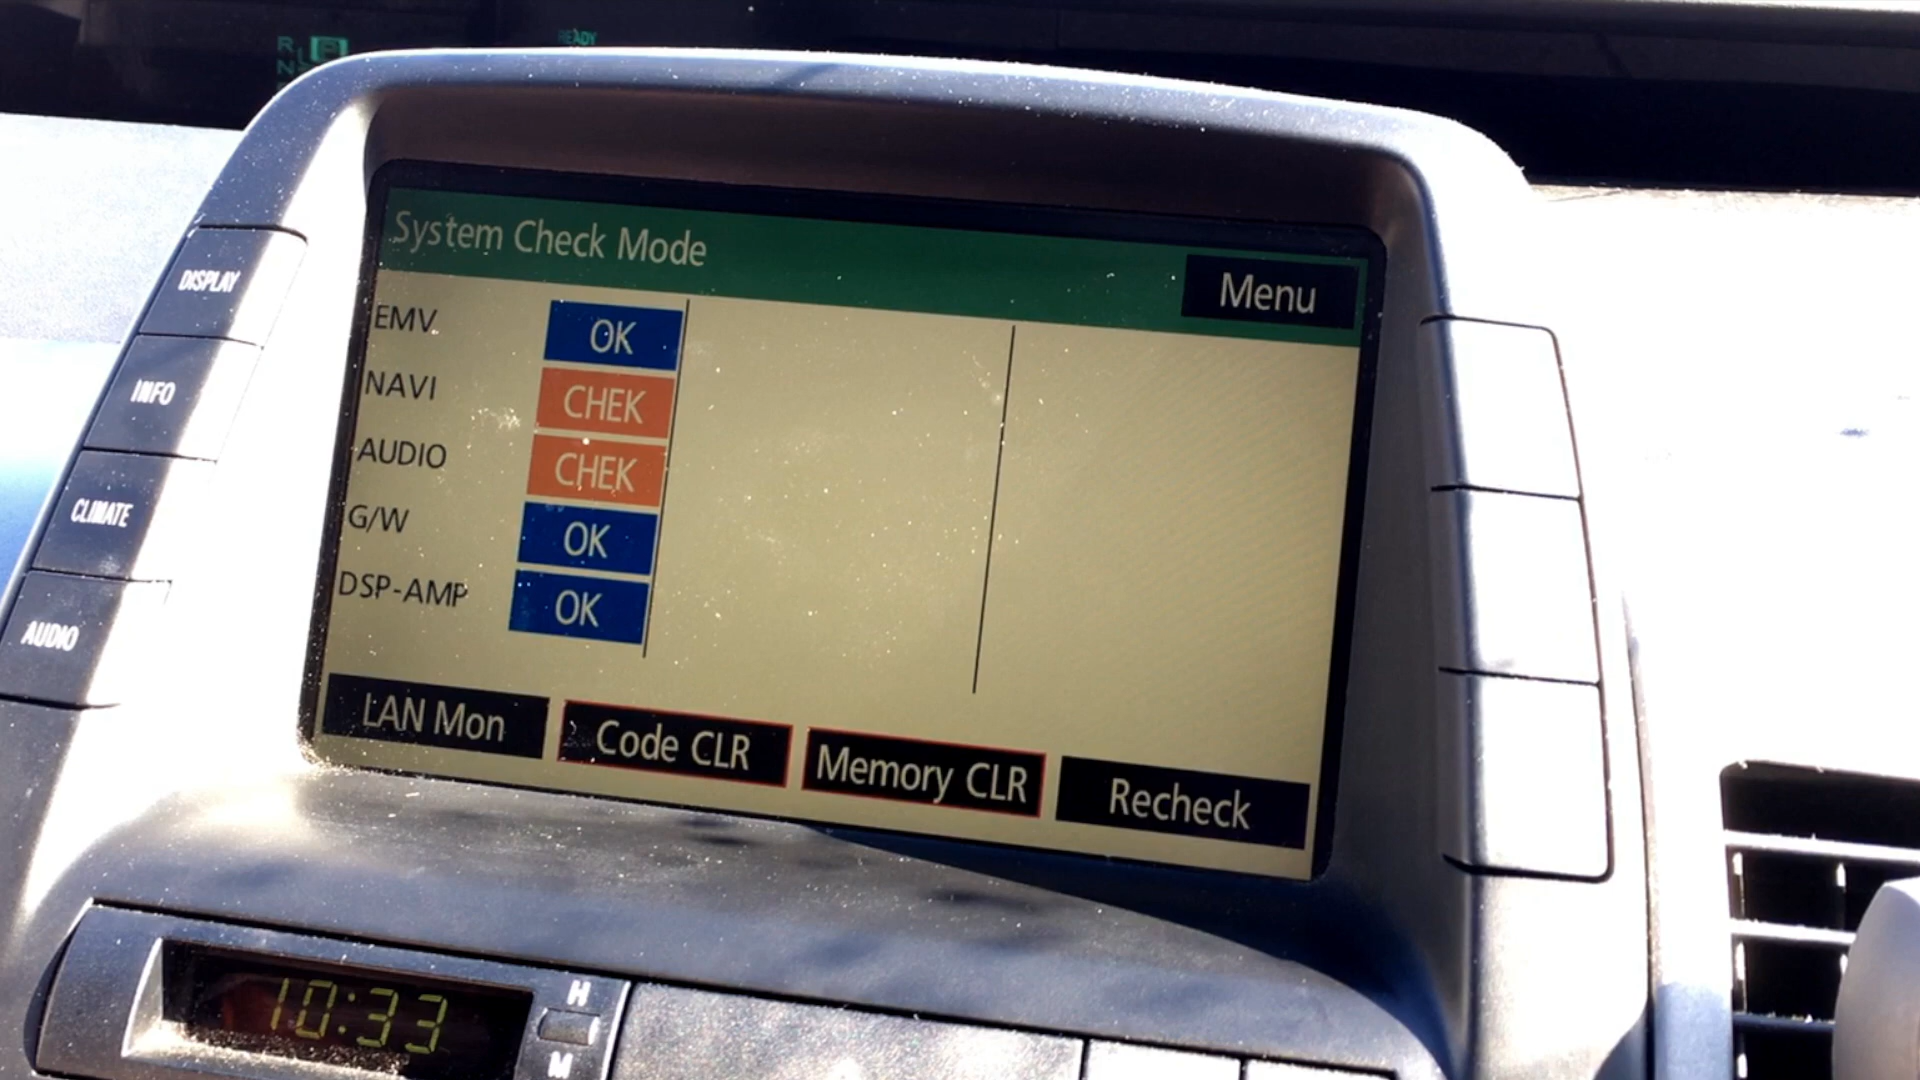 READY
R
L P
N
System Check Mode
Menu
EMV OK
NAVI CHEK
AUDIO CHEK
G/W OK
DSP-AMP OK
LAN Mon
Code CLR
Memory CLR
Recheck
DISPLAY
INFO
CLIMATE
AUDIO
10:33
H
M